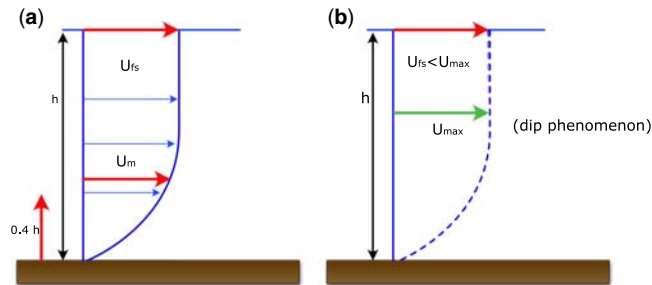 (a)
Ufs
h
Um
0.4 h
(b)
Ufs<Umax
h
Umax
(dip phenomenon)